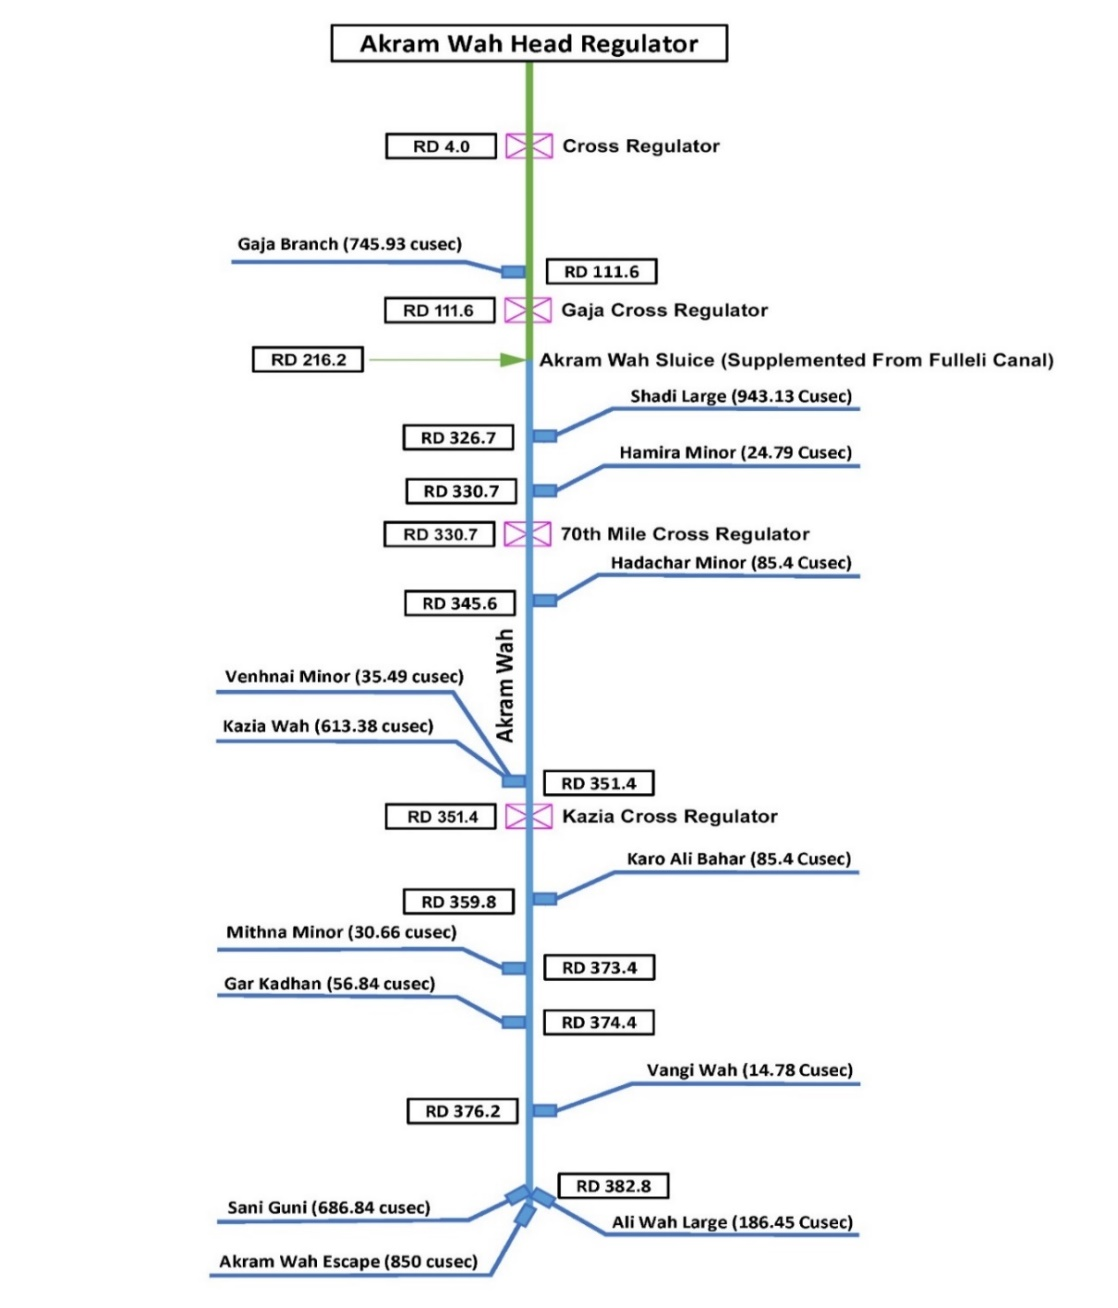 Akram Wah Head Regulator
RD 4.0
Cross Regulator
Gaja Branch (745.93 cusec)
RD 111.6
RD 111.6
Gaja Cross Regulator
RD 216.2
Akram Wah Sluice (Supplemented From Fulleli Canal)
Shadi Large (943.13 Cusec)
RD 326.7
Hamira Minor (24.79 Cusec)
RD 330.7
RD 330.7
70th Mile Cross Regulator
Hadachar Minor (85.4 Cusec)
RD 345.6
Akram Wah
Venhnai Minor (35.49 cusec)
Kazia Wah (613.38 cusec)
RD 351.4
RD 351.4
Kazia Cross Regulator
Karo Ali Bahar (85.4 Cusec)
RD 359.8
Mithna Minor (30.66 cusec)
RD 373.4
Gar Kadhan (56.84 cusec)
RD 374.4
Vangi Wah (14.78 Cusec)
RD 376.2
RD 382.8
Sani Guni (686.84 cusec)
Ali Wah Large (186.45 Cusec)
Akram Wah Escape (850 cusec)